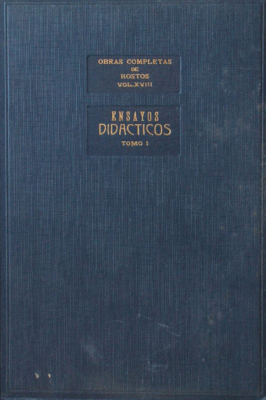 OBRAS COMPLETAS
DE
HOSTOS
VOL.XVIII
ENSAYOS
DIDACTICOS
TOMO I